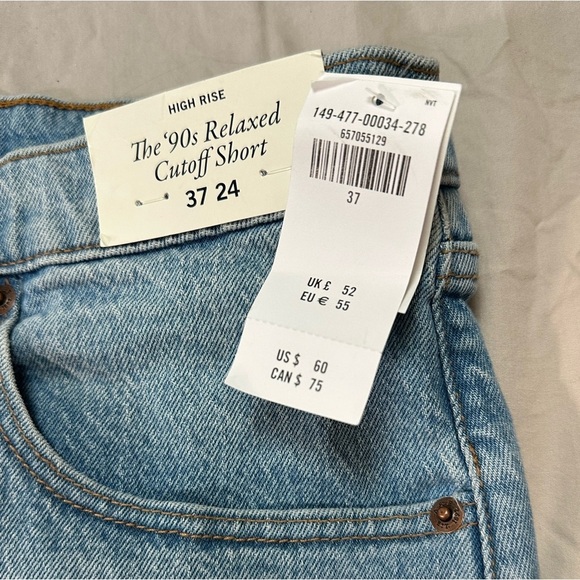 HIGH RISE
The '90s Relaxed
Cutoff Short
37 24
NVT
149-477-00034-278
657055129
37
UK £ 52
EU € 55
US $ 60
CAN $ 75